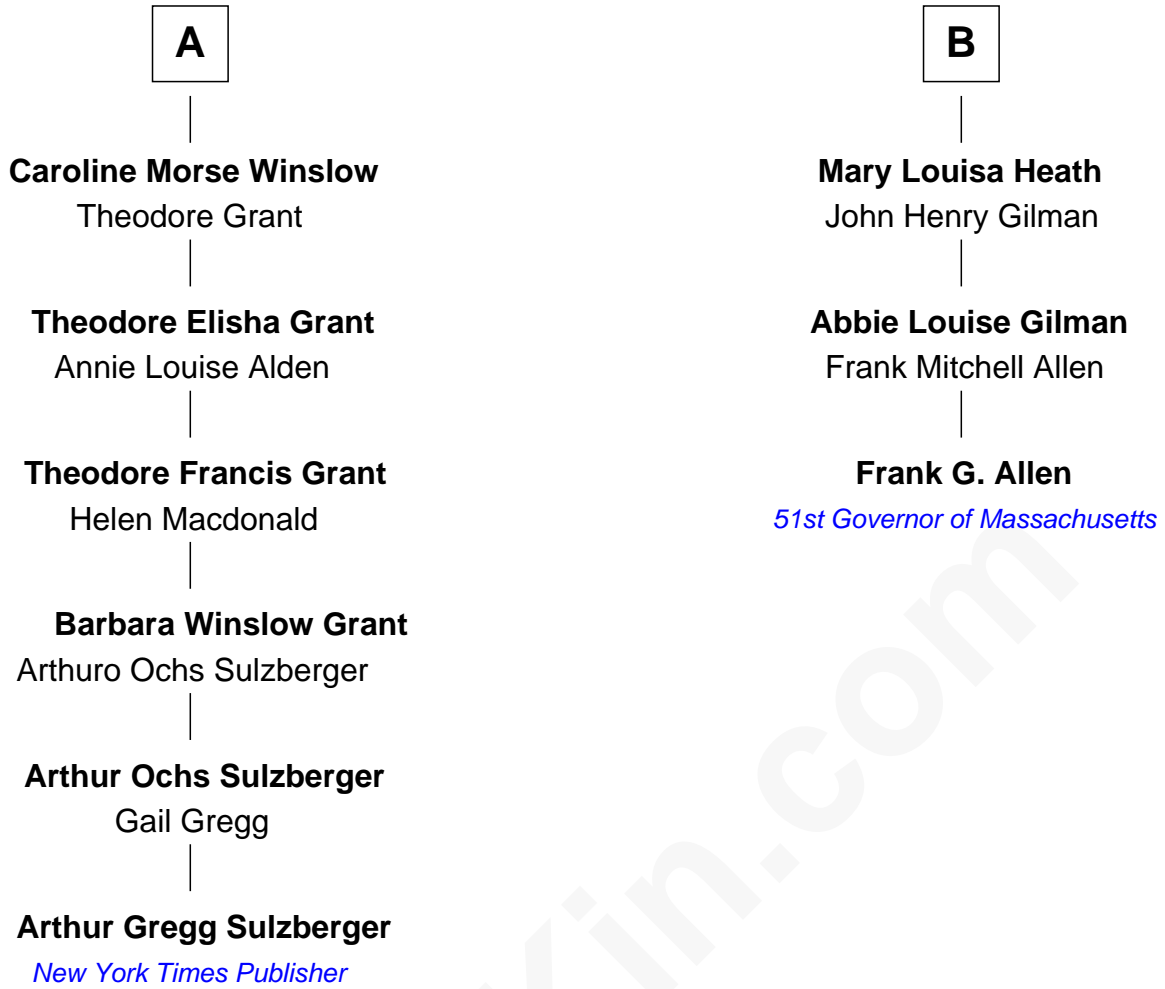 A
Caroline Morse Winslow
Theodore Grant
Theodore Elisha Grant
Annie Louise Alden
Theodore Francis Grant
Helen Macdonald
Barbara Winslow Grant
Arthuro Ochs Sulzberger
Arthur Ochs Sulzberger
Gail Gregg
Arthur Gregg Sulzberger
New York Times Publisher
B
Mary Louisa Heath
John Henry Gilman
Abbie Louise Gilman
Frank Mitchell Allen
Frank G. Allen
51st Governor of Massachusetts
Kin.com